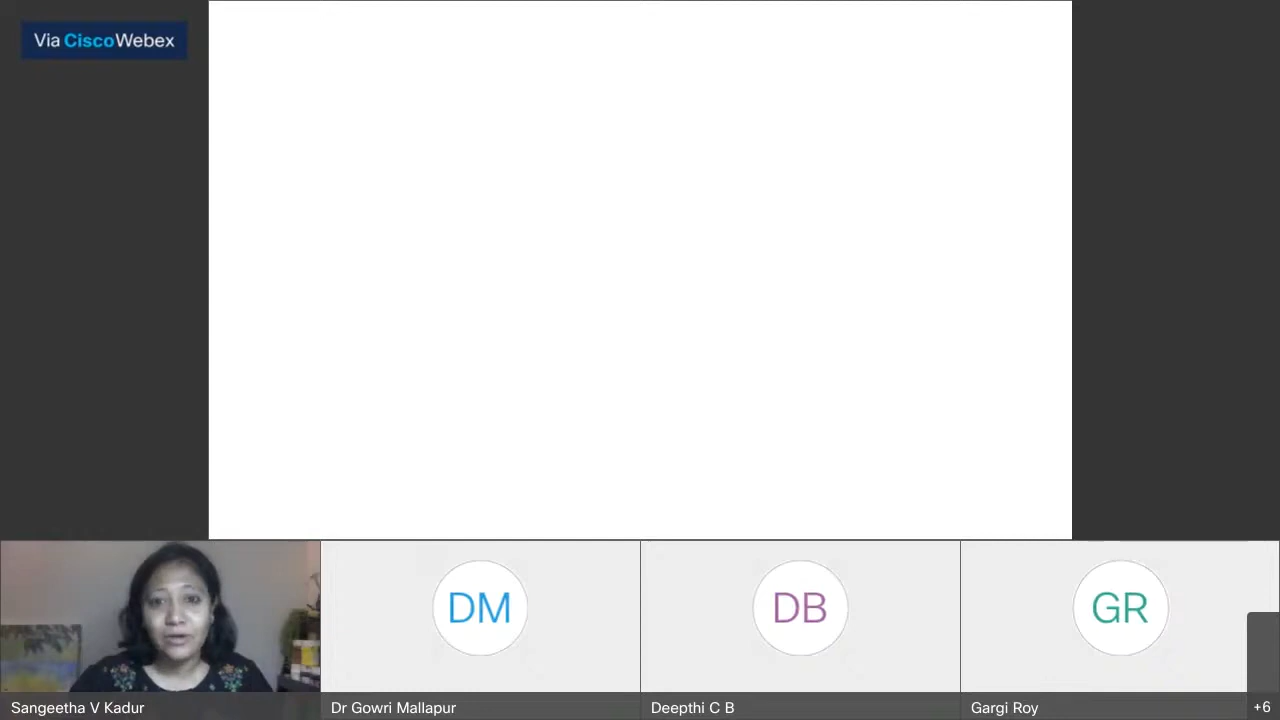 Via CiscoWebex
DM
DB
GR
Sangeetha V Kadur
Dr Gowri Mallapur
Deepthi C B
Gargi Roy
+6